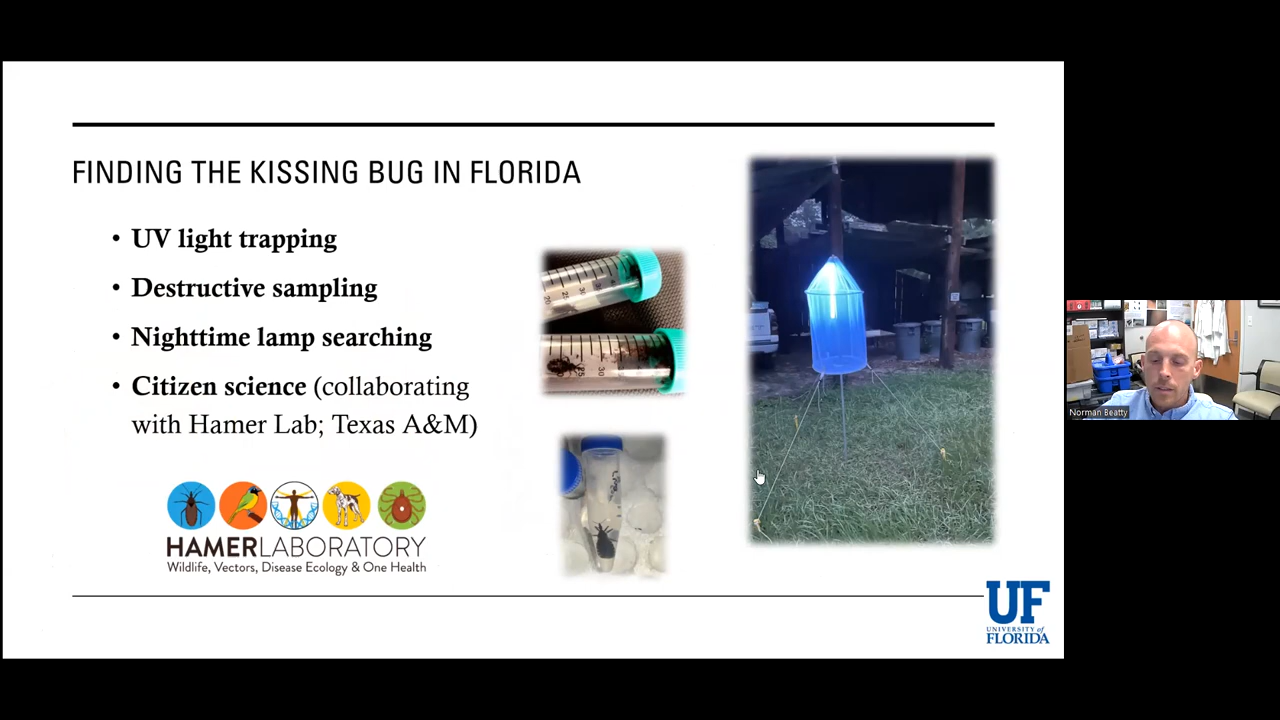 FINDING THE KISSING BUG IN FLORIDA
• UV light trapping
• Destructive sampling
• Nighttime lamp searching
• Citizen science (collaborating
with Hamer Lab; Texas A&M)
HAMERLABORATORY
Wildlife, Vectors, Disease Ecology & One Health
UF
UNIVERSITY of
FLORIDA
Norman Beatty